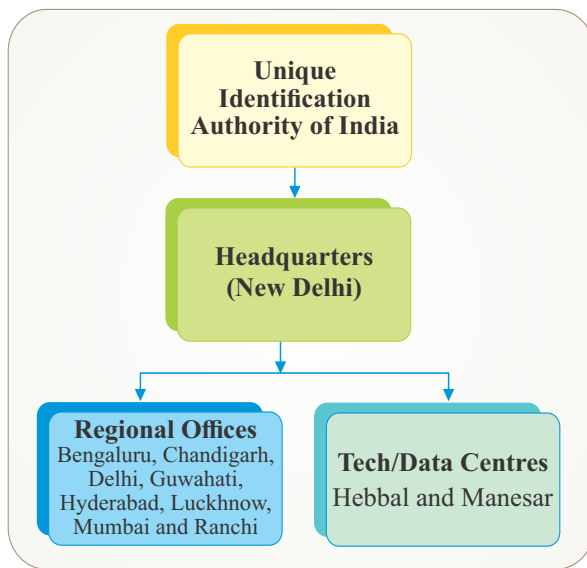 Unique
Identification
Authority of India
Headquarters
(New Delhi)
Regional Offices
Bengaluru, Chandigarh,
Delhi, Guwahati,
Hyderabad, Luckhnow,
Mumbai and Ranchi
Tech/Data Centres
Hebbal and Manesar